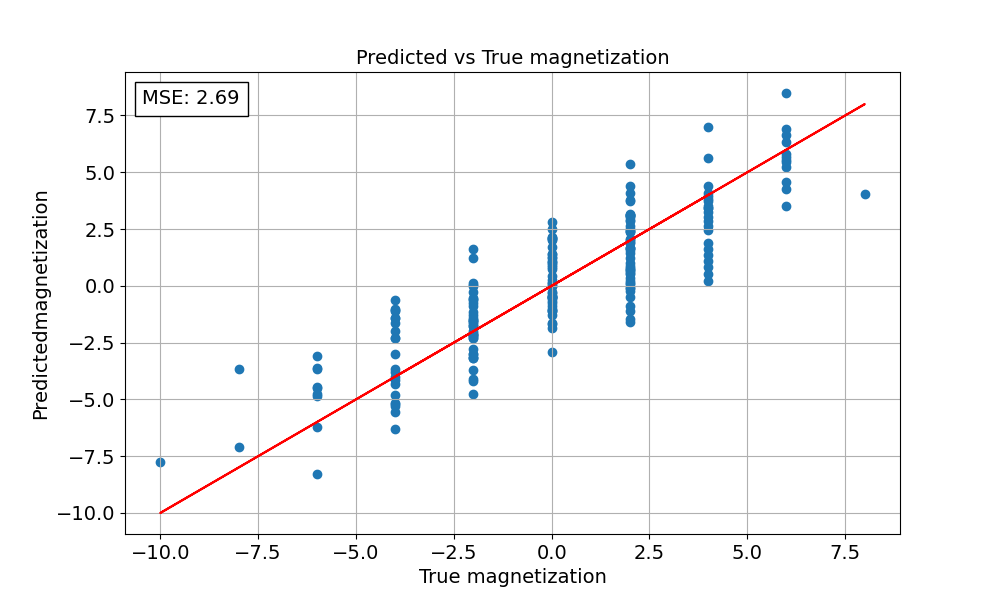 Predicted vs True magnetization
MSE: 2.69
7.5
5.0
2.5
0.0
−2.5
−5.0
−7.5
−10.0
Predictedmagnetization
−10.0 −7.5 −5.0 −2.5 0.0 2.5 5.0 7.5
True magnetization